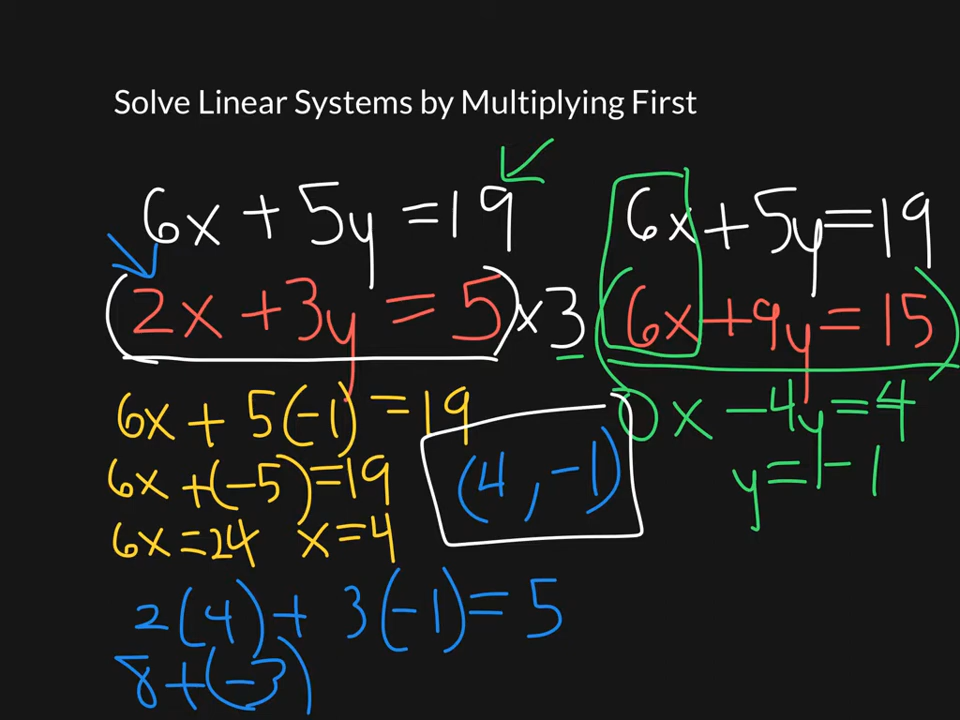 Solve Linear Systems by Multiplying First
6x + 5y = 19
(2x + 3y = 5) x 3
6x + 5(-1) = 19
6x + (-5) = 19
6x = 24 x = 4
2(4) + 3(-1) = 5
8 + (-3)
(4, -1)
6x + 5y = 19
(6x + 9y = 15)
0x - 4y = 4
y = -1